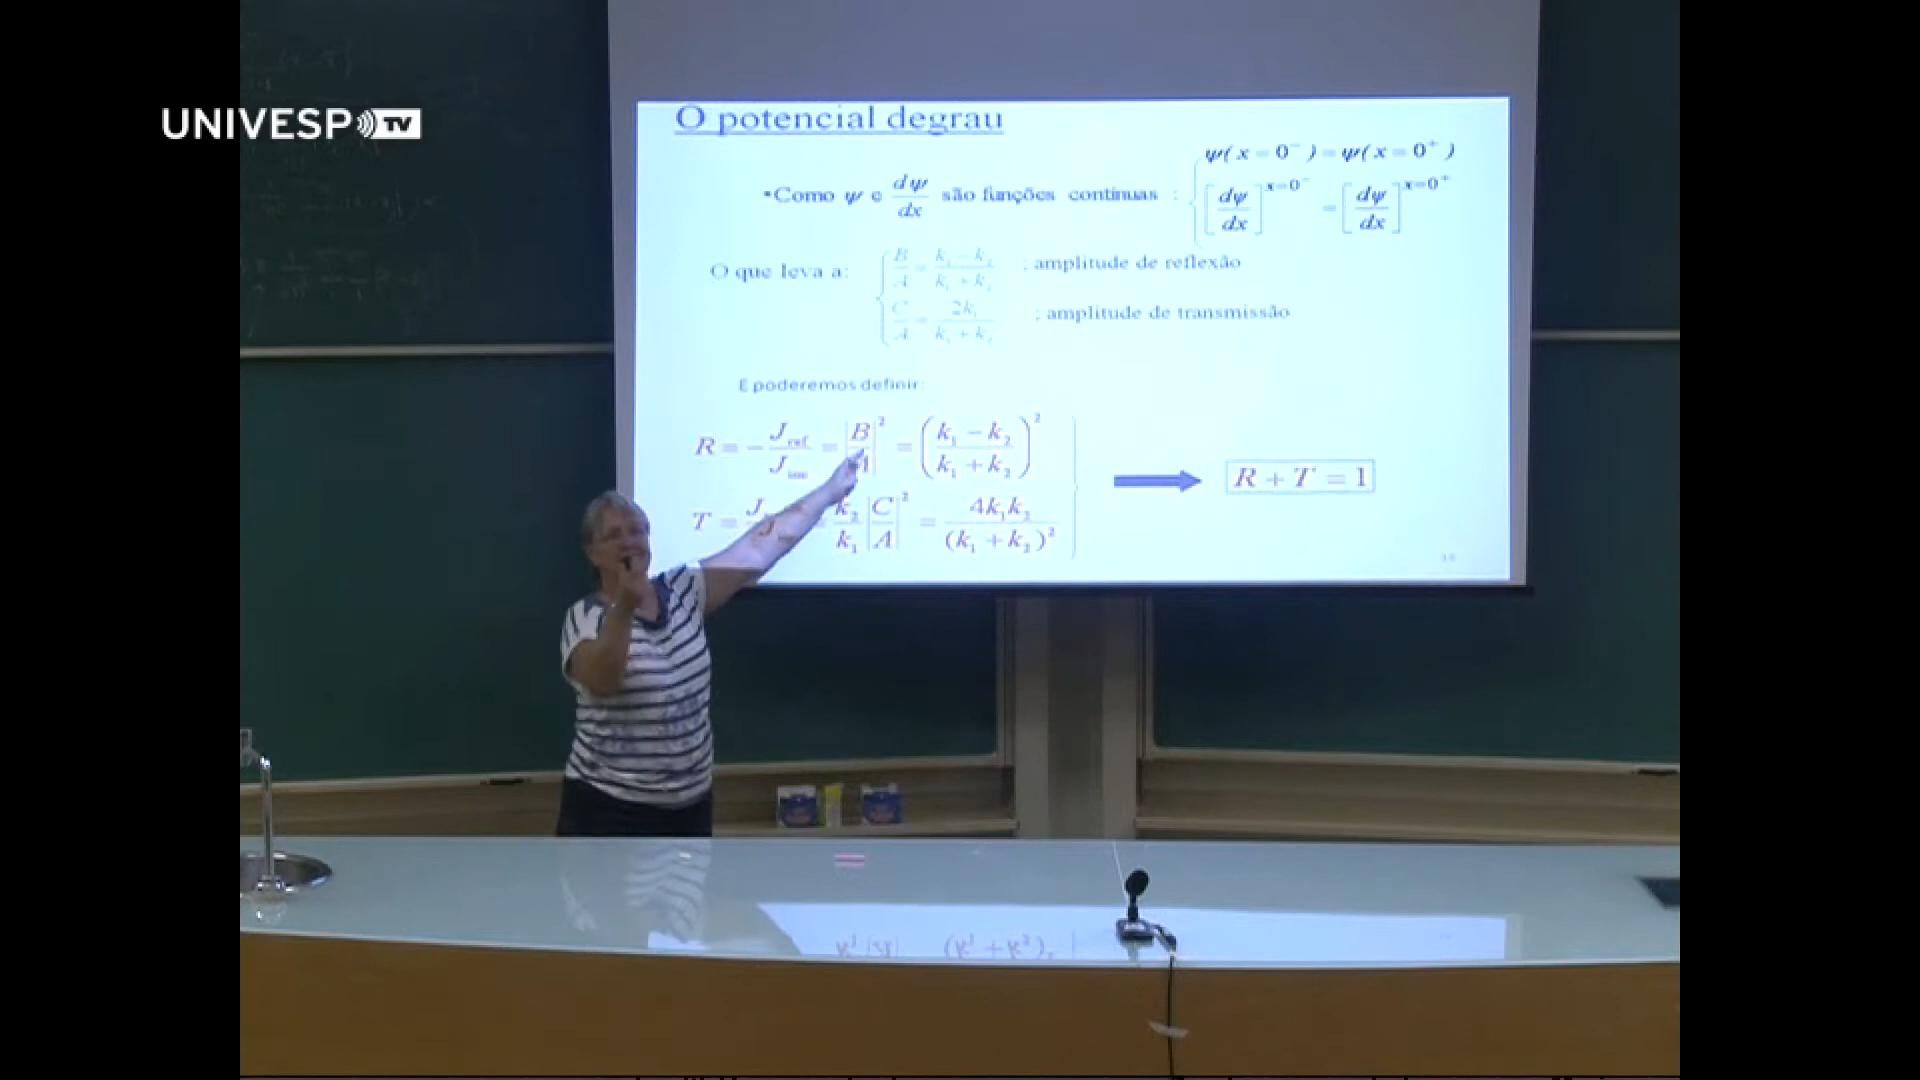 UNIVESP TV
O potencial degrau
ψ(x=0⁻)=ψ(x=0⁺)
•Como ψ e dψ/dx são funções contínuas :
[dψ/dx]^{x=0⁻} = [dψ/dx]^{x=0⁺}
O que leva a:
B/A = (k₁ − k₂)/(k₁ + k₂) ; amplitude de reflexão
C/A = 2k₁/(k₁ + k₂) ; amplitude de transmissão
E poderemos definir:
R = − J_ref/J_inc = |B/A|² = ((k₁ − k₂)/(k₁ + k₂))²
R + T = 1
T = k₂/k₁ |C/A|² = 4k₁k₂/(k₁ + k₂)²